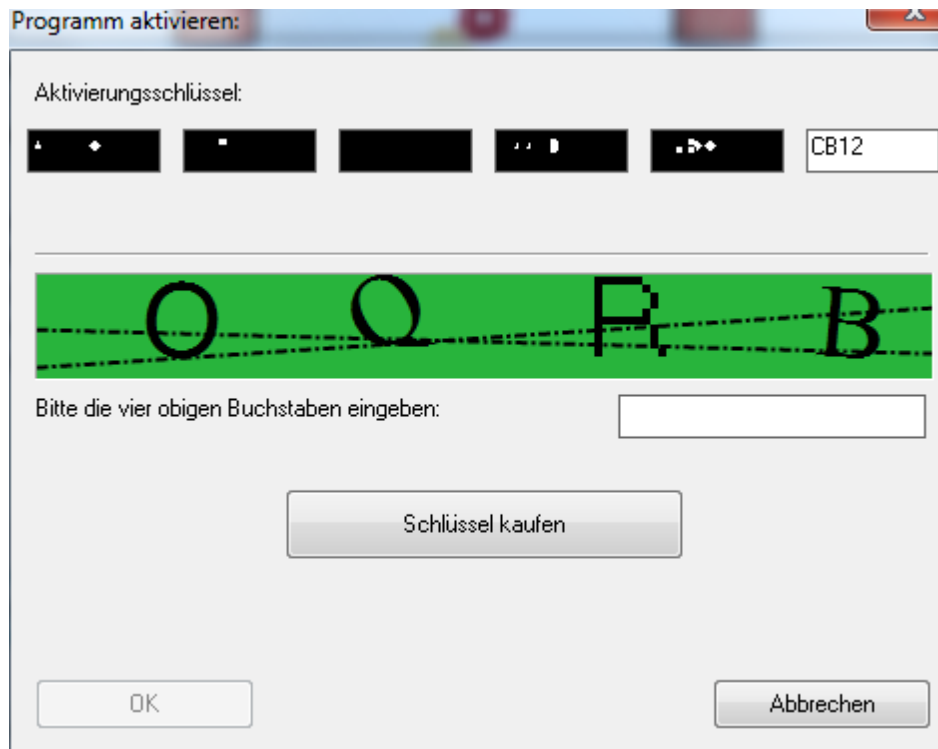 Programm aktivieren:
Aktivierungsschlüssel:
CB12
O Q R B
Bitte die vier obigen Buchstaben eingeben:
Schlüssel kaufen
OK Abbrechen